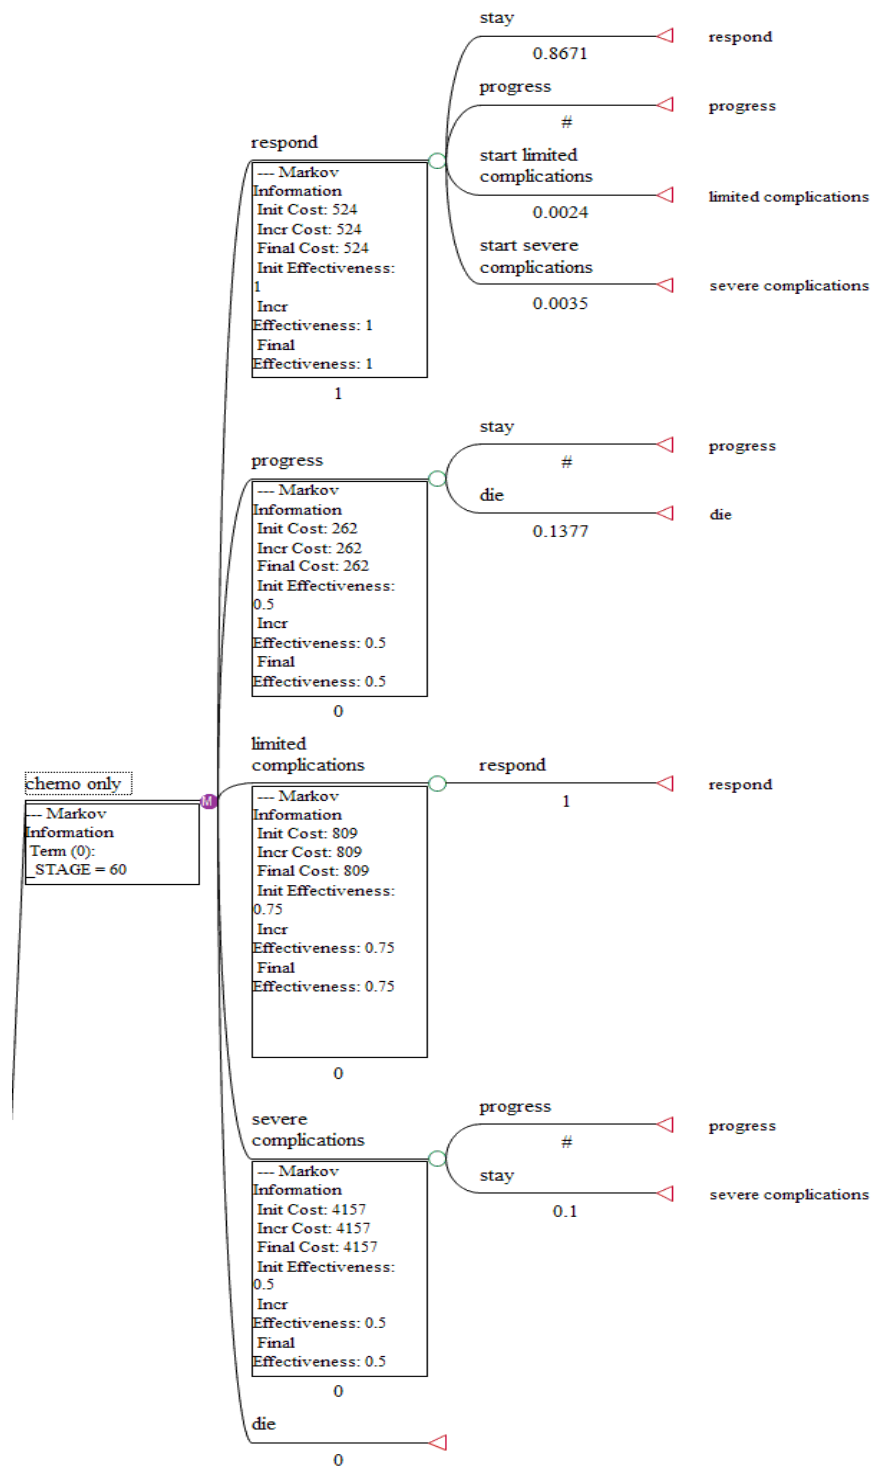 stay
0.8671
respond
progress
#
progress
start limited
complications
0.0024
limited complications
start severe
complications
0.0035
severe complications
respond
--- Markov
Information
Init Cost: 524
Incr Cost: 524
Final Cost: 524
Init Effectiveness:
1
Incr
Effectiveness: 1
Final
Effectiveness: 1
1
stay
#
progress
die
0.1377
die
progress
--- Markov
Information
Init Cost: 262
Incr Cost: 262
Final Cost: 262
Init Effectiveness:
0.5
Incr
Effectiveness: 0.5
Final
Effectiveness: 0.5
0
limited
complications
respond
1
respond
--- Markov
Information
Init Cost: 809
Incr Cost: 809
Final Cost: 809
Init Effectiveness:
0.75
Incr
Effectiveness: 0.75
Final
Effectiveness: 0.75
0
chemo only
M
--- Markov
Information
Term (0):
_STAGE = 60
severe
complications
progress
#
progress
stay
0.1
severe complications
--- Markov
Information
Init Cost: 4157
Incr Cost: 4157
Final Cost: 4157
Init Effectiveness:
0.5
Incr
Effectiveness: 0.5
Final
Effectiveness: 0.5
0
die
0